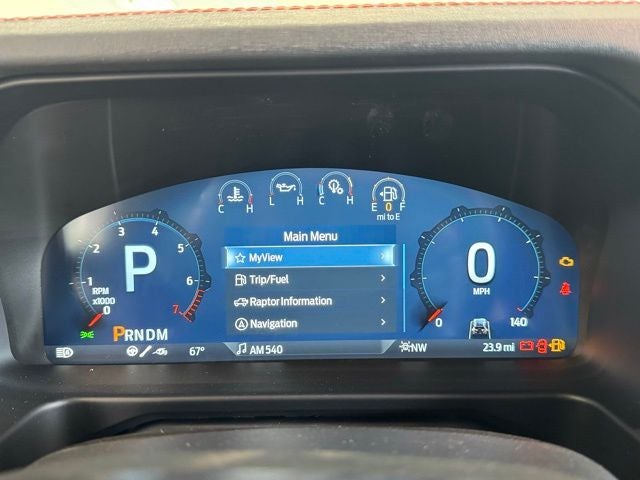 C H
L H
C H
E 0 F
mi to E
Main Menu
MyView
Trip/Fuel
Raptor Information
Navigation
0 1 2 3 4 5 6 7
RPM
x1000
P
PRNDM
0
MPH
0 140
67°
AM 540
NW
23.9 mi